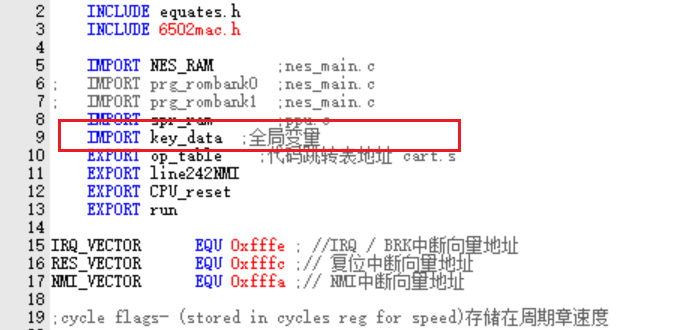 2 INCLUDE equates.h
3 INCLUDE 6502mac.h
4
5 IMPORT NES_RAM ;nes_main.c
6 ; IMPORT prg_rombank0 ;nes_main.c
7 ; IMPORT prg_rombank1 ;nes_main.c
8 IMPORT spr_ram ;ppu.c
9 IMPORT key_data ;全局变量
10 EXPORT op_table ;代码跳转表地址 cart.s
11 EXPORT line242NMI
12 EXPORT CPU_reset
13 EXPORT run
14
15 IRQ_VECTOR EQU 0xfffe ; //IRQ / BRK中断向量地址
16 RES_VECTOR EQU 0xfffc ;// 复位中断向量地址
17 NMI_VECTOR EQU 0xfffa ;// NMI中断向量地址
18
19 ;cycle flags- (stored in cycles reg for speed)存储在周期章速度